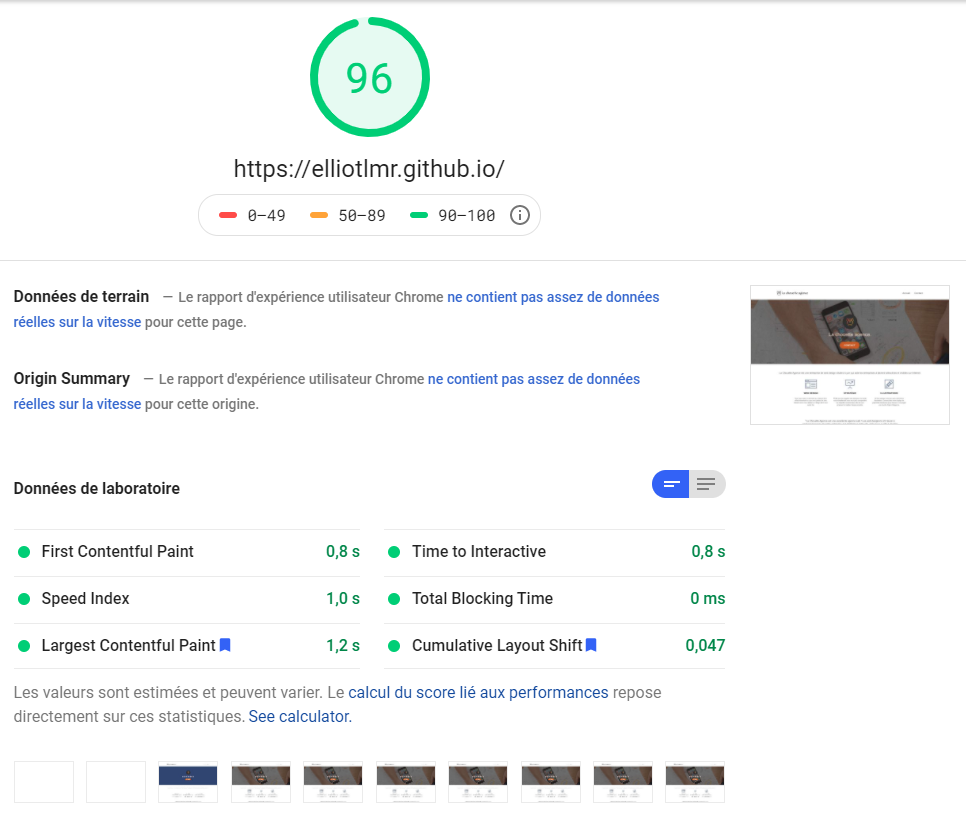 96
https://elliotlmr.github.io/
0–49 50–89 90–100
Données de terrain — Le rapport d'expérience utilisateur Chrome ne contient pas assez de données
réelles sur la vitesse pour cette page.
Origin Summary — Le rapport d'expérience utilisateur Chrome ne contient pas assez de données
réelles sur la vitesse pour cette origine.
Données de laboratoire
First Contentful Paint 0,8 s
Time to Interactive 0,8 s
Speed Index 1,0 s
Total Blocking Time 0 ms
Largest Contentful Paint 1,2 s
Cumulative Layout Shift 0,047
Les valeurs sont estimées et peuvent varier. Le calcul du score lié aux performances repose
directement sur ces statistiques. See calculator.